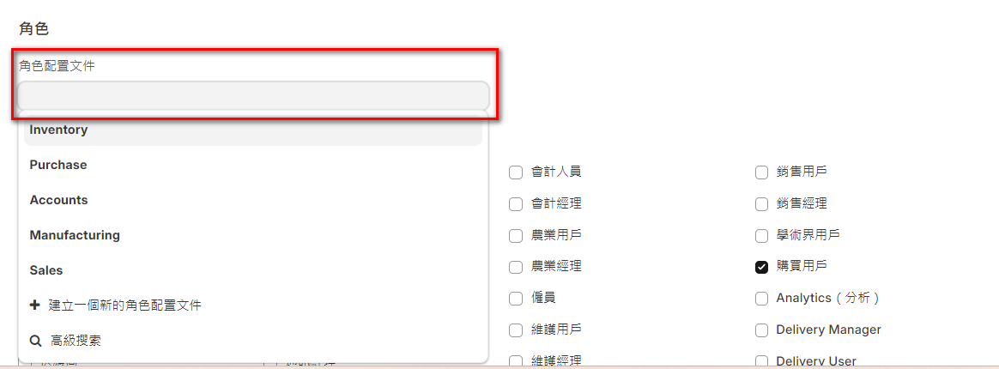 角色
角色配置文件
Inventory
Purchase
Accounts
Manufacturing
Sales
建立一個新的角色配置文件
高級搜索
會計人員
會計經理
農業用戶
農業經理
僱員
維護用戶
維護經理
銷售用戶
銷售經理
學術界用戶
購買用戶
Analytics（分析）
Delivery Manager
Delivery User